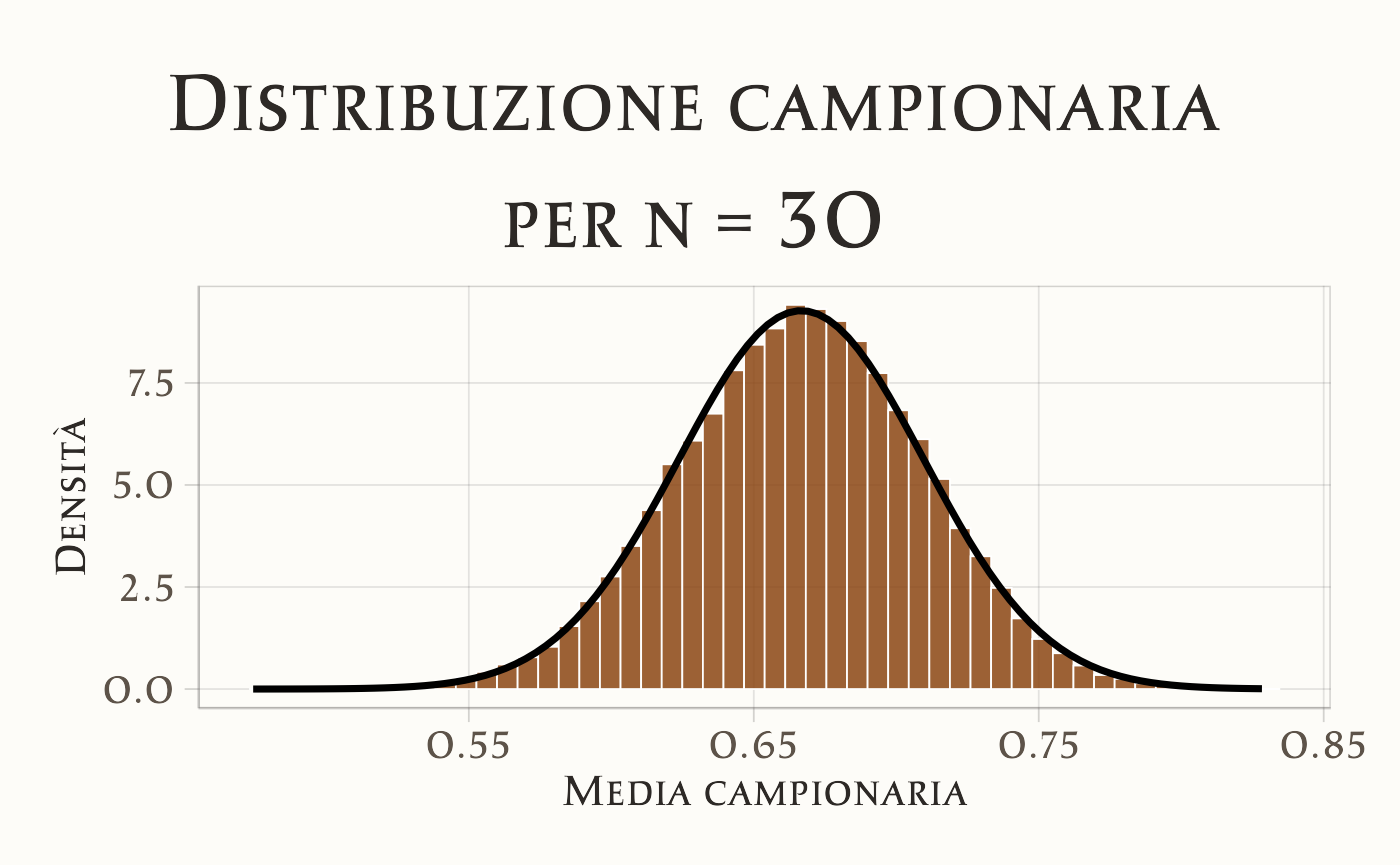 Distribuzione campionaria
per n = 30
Densità
7.5
5.0
2.5
0.0
0.55 0.65 0.75 0.85
Media campionaria